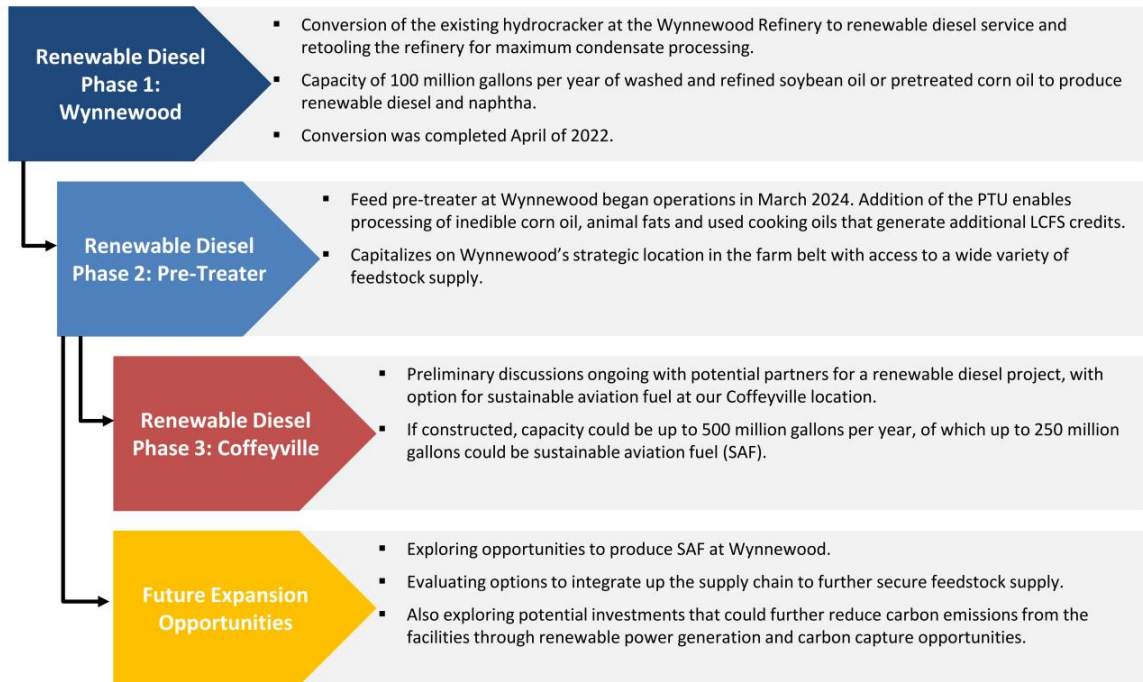 Renewable Diesel
Phase 1:
Wynnewood
▪ Conversion of the existing hydrocracker at the Wynnewood Refinery to renewable diesel service and
retooling the refinery for maximum condensate processing.
▪ Capacity of 100 million gallons per year of washed and refined soybean oil or pretreated corn oil to produce
renewable diesel and naphtha.
▪ Conversion was completed April of 2022.
Renewable Diesel
Phase 2: Pre-Treater
▪ Feed pre-treater at Wynnewood began operations in March 2024. Addition of the PTU enables
processing of inedible corn oil, animal fats and used cooking oils that generate additional LCFS credits.
▪ Capitalizes on Wynnewood’s strategic location in the farm belt with access to a wide variety of
feedstock supply.
Renewable Diesel
Phase 3: Coffeyville
▪ Preliminary discussions ongoing with potential partners for a renewable diesel project, with
option for sustainable aviation fuel at our Coffeyville location.
▪ If constructed, capacity could be up to 500 million gallons per year, of which up to 250 million
gallons could be sustainable aviation fuel (SAF).
Future Expansion
Opportunities
▪ Exploring opportunities to produce SAF at Wynnewood.
▪ Evaluating options to integrate up the supply chain to further secure feedstock supply.
▪ Also exploring potential investments that could further reduce carbon emissions from the
facilities through renewable power generation and carbon capture opportunities.